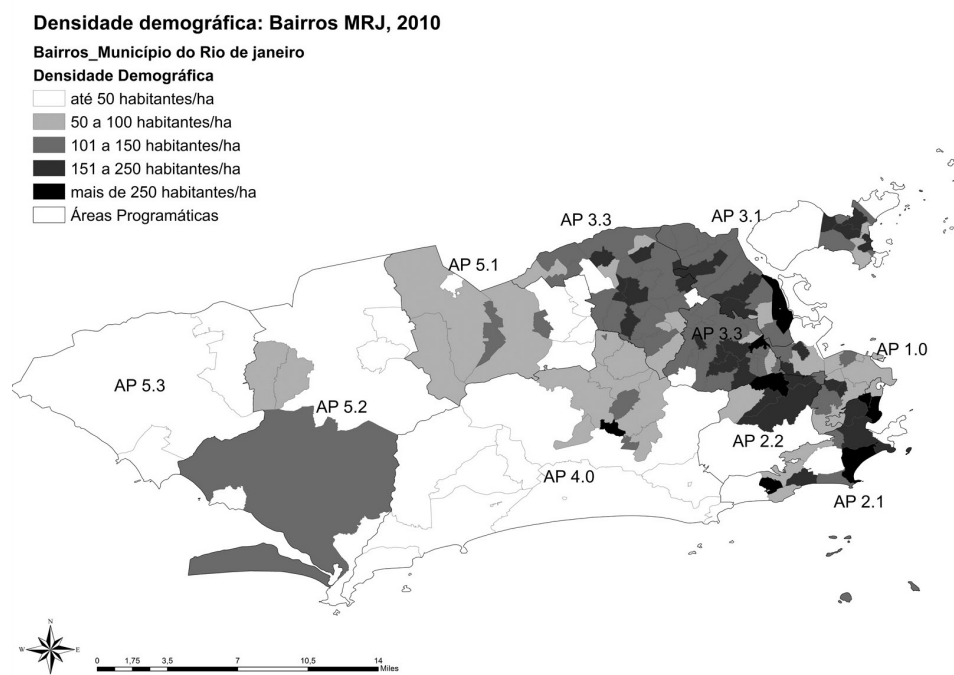 Densidade demográfica: Bairros MRJ, 2010
Bairros_Município do Rio de janeiro
Densidade Demográfica
até 50 habitantes/ha
50 a 100 habitantes/ha
101 a 150 habitantes/ha
151 a 250 habitantes/ha
mais de 250 habitantes/ha
Áreas Programáticas
AP 3.3
AP 3.1
AP 5.1
AP 3.3
AP 1.0
AP 5.3
AP 5.2
AP 2.2
AP 4.0
AP 2.1
N
W E
S
0 1,75 3,5 7 10,5 14
Miles